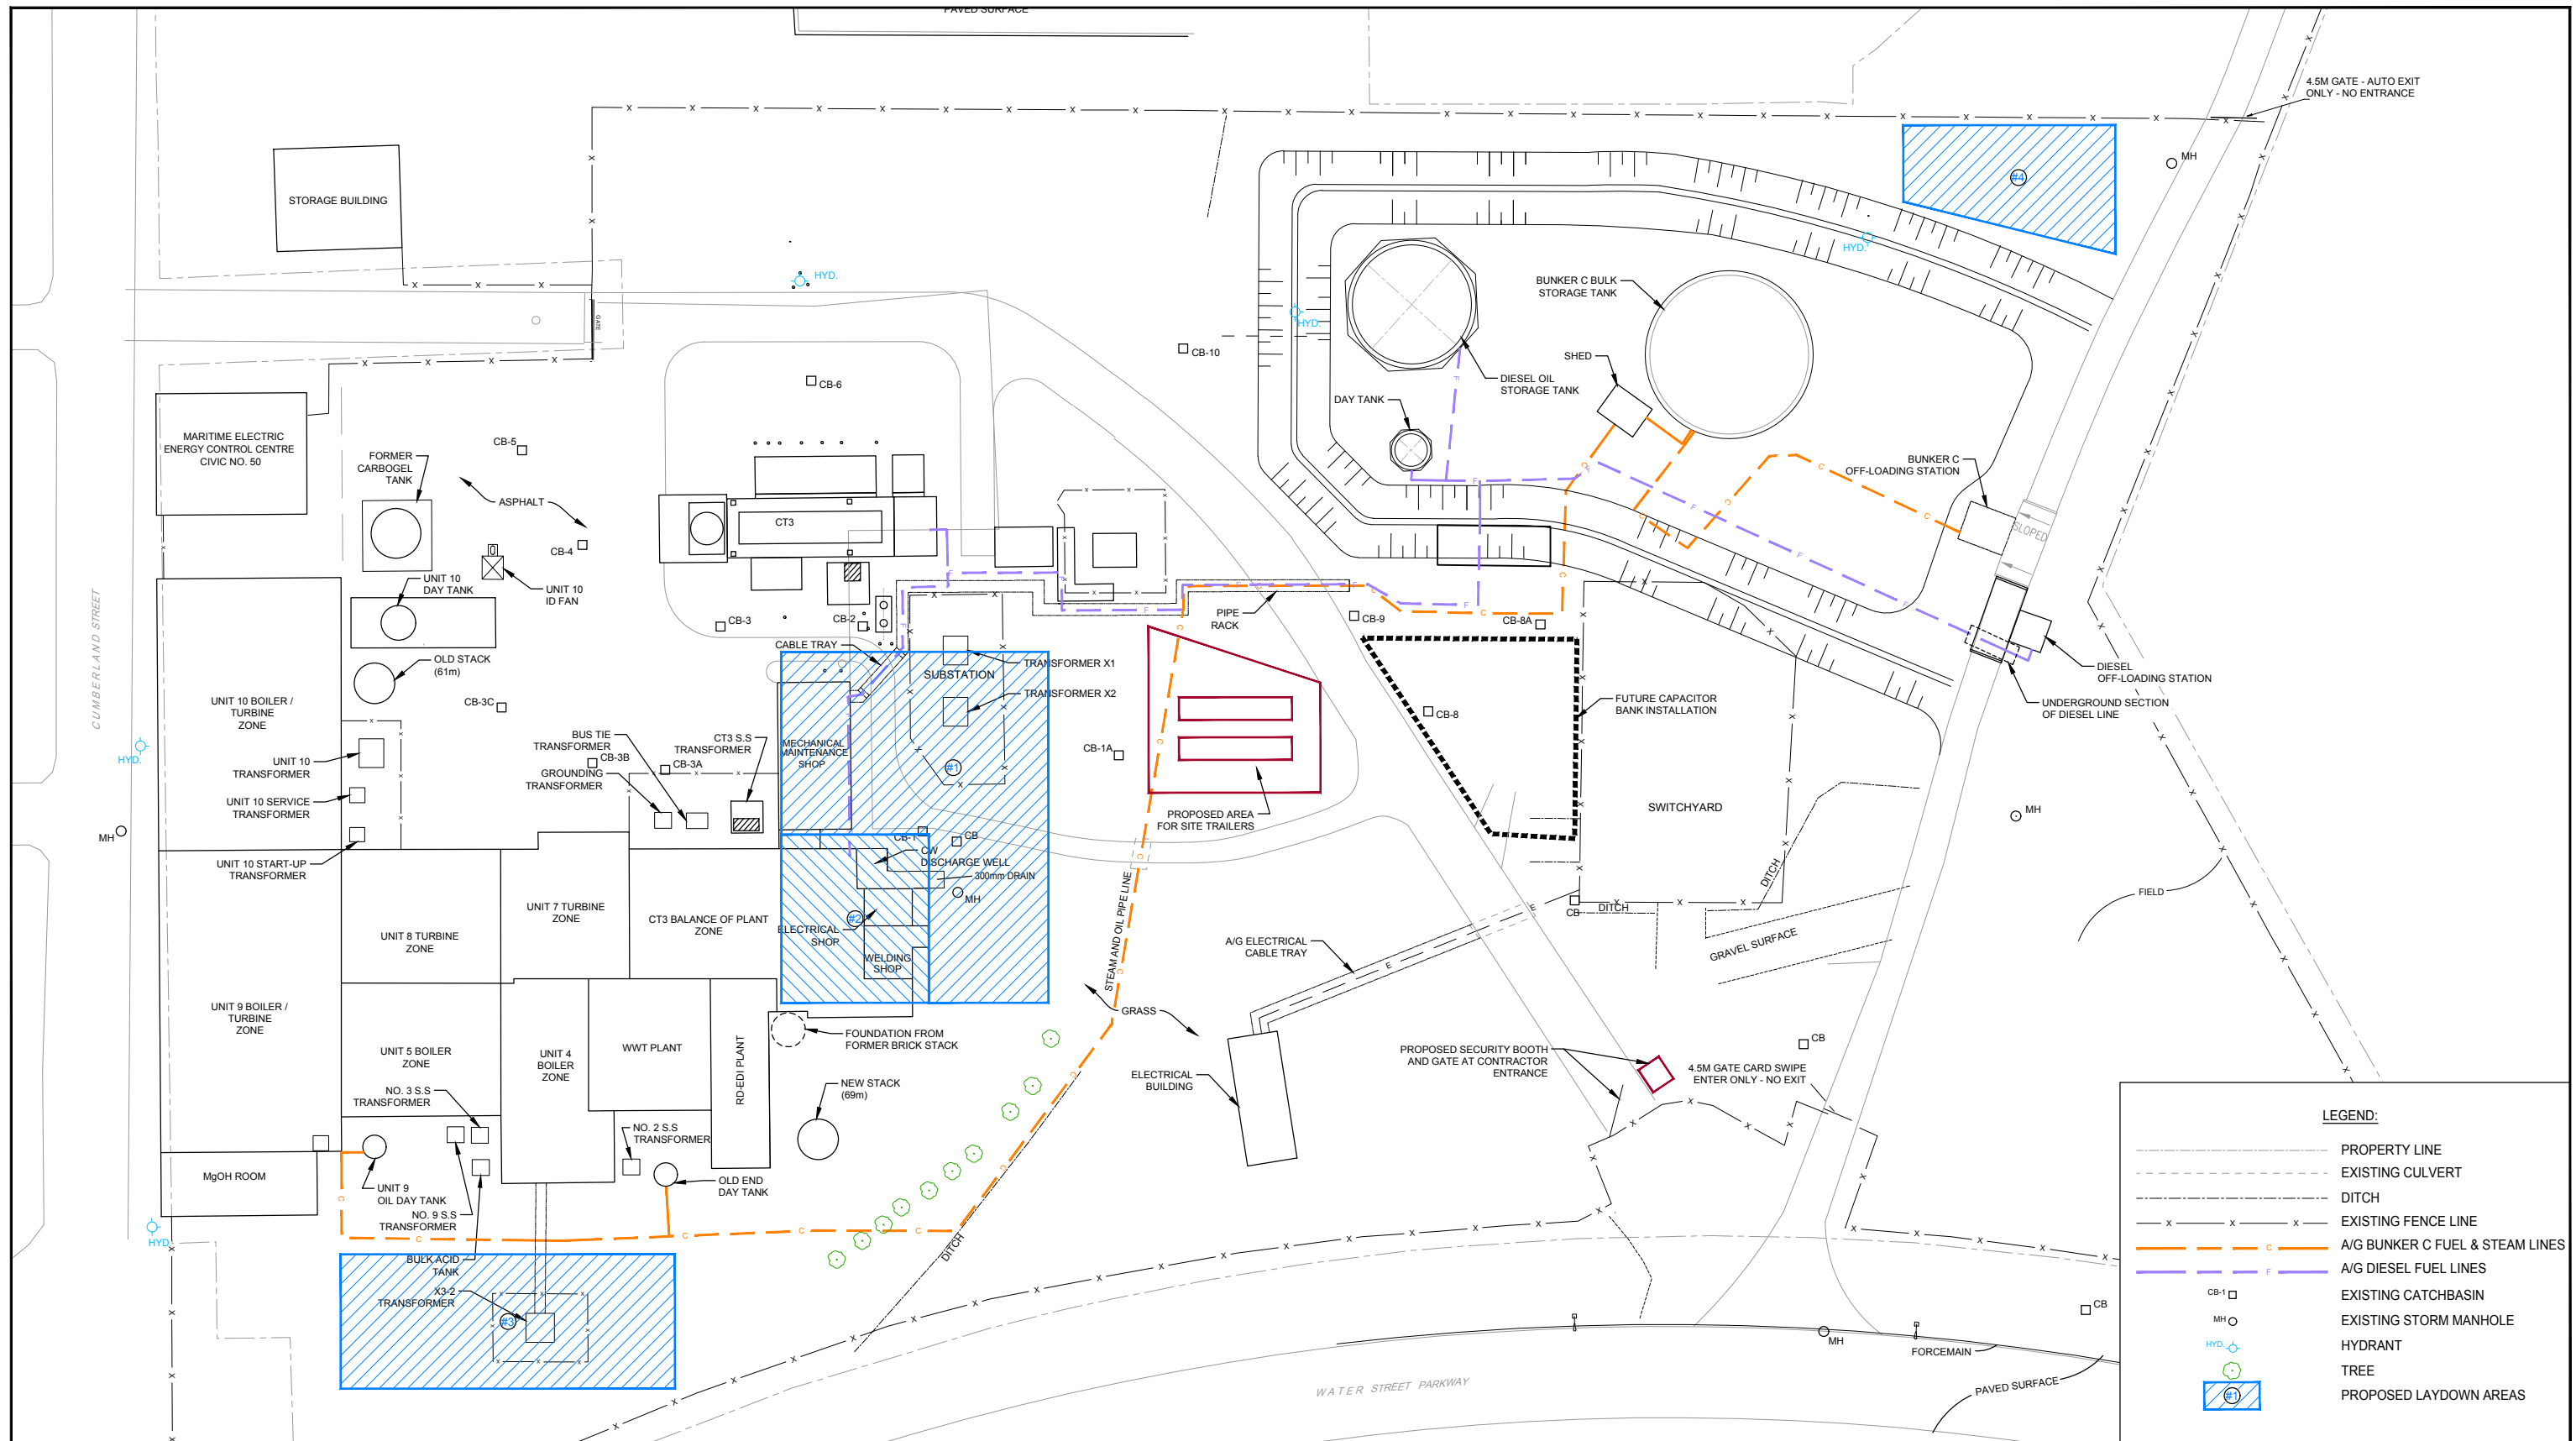 PAVED SURFACE
4.5M GATE - AUTO EXIT
ONLY - NO ENTRANCE
MH
#4
STORAGE BUILDING
HYD.
HYD.
HYD.
GATE
BUNKER C BULK
STORAGE TANK
SHED
DIESEL OIL
STORAGE TANK
DAY TANK
CB-10
CB-6
MARITIME ELECTRIC
ENERGY CONTROL CENTRE
CIVIC NO. 50
CB-5
FORMER
CARBOGEL
TANK
ASPHALT
CB-4
CT3
BUNKER C
OFF-LOADING STATION
SLOPED
UNIT 10
DAY TANK
UNIT 10
ID FAN
CUMBERLAND STREET
CB-3
CB-2
PIPE
RACK
CB-9
CB-8A
CABLE TRAY
TRANSFORMER X1
SUBSTATION
TRANSFORMER X2
OLD STACK
(61m)
DIESEL
OFF-LOADING STATION
UNDERGROUND SECTION
OF DIESEL LINE
FUTURE CAPACITOR
BANK INSTALLATION
UNIT 10 BOILER /
TURBINE
ZONE
CB-3C
CB-8
BUS TIE
TRANSFORMER
CT3 S.S
TRANSFORMER
MECHANICAL
MAINTENANCE
SHOP
CB-1A
HYD.
UNIT 10
TRANSFORMER
CB-3B
CB-3A
GROUNDING
TRANSFORMER
#1
UNIT 10 SERVICE
TRANSFORMER
PROPOSED AREA
FOR SITE TRAILERS
SWITCHYARD
MH
MH
CB-1
CB
UNIT 10 START-UP
TRANSFORMER
CW
DISCHARGE WELL
300mm DRAIN
DITCH
FIELD
MH
UNIT 7 TURBINE
ZONE
CT3 BALANCE OF PLANT
ZONE
#2
ELECTRICAL
SHOP
STEAM AND OIL PIPE LINE
CB
DITCH
UNIT 8 TURBINE
ZONE
WELDING
SHOP
A/G ELECTRICAL
CABLE TRAY
GRAVEL SURFACE
UNIT 9 BOILER /
TURBINE
ZONE
GRASS
FOUNDATION FROM
FORMER BRICK STACK
UNIT 5 BOILER
ZONE
UNIT 4
BOILER
ZONE
WWT PLANT
RD-EDI PLANT
PROPOSED SECURITY BOOTH
AND GATE AT CONTRACTOR
ENTRANCE
CB
4.5M GATE CARD SWIPE
ENTER ONLY - NO EXIT
NO. 3 S.S
TRANSFORMER
NEW STACK
(69m)
ELECTRICAL
BUILDING
NO. 2 S.S
TRANSFORMER
MgOH ROOM
UNIT 9
OIL DAY TANK
OLD END
DAY TANK
NO. 9 S.S
TRANSFORMER
HYD.
DITCH
BULK ACID
TANK
X3-2
TRANSFORMER
#3
CB
MH
FORCEMAIN
WATER STREET PARKWAY
PAVED SURFACE
LEGEND:
PROPERTY LINE
EXISTING CULVERT
DITCH
EXISTING FENCE LINE
A/G BUNKER C FUEL & STEAM LINES
A/G DIESEL FUEL LINES
CB-1 EXISTING CATCHBASIN
MH EXISTING STORM MANHOLE
HYD. HYDRANT
TREE
#1 PROPOSED LAYDOWN AREAS